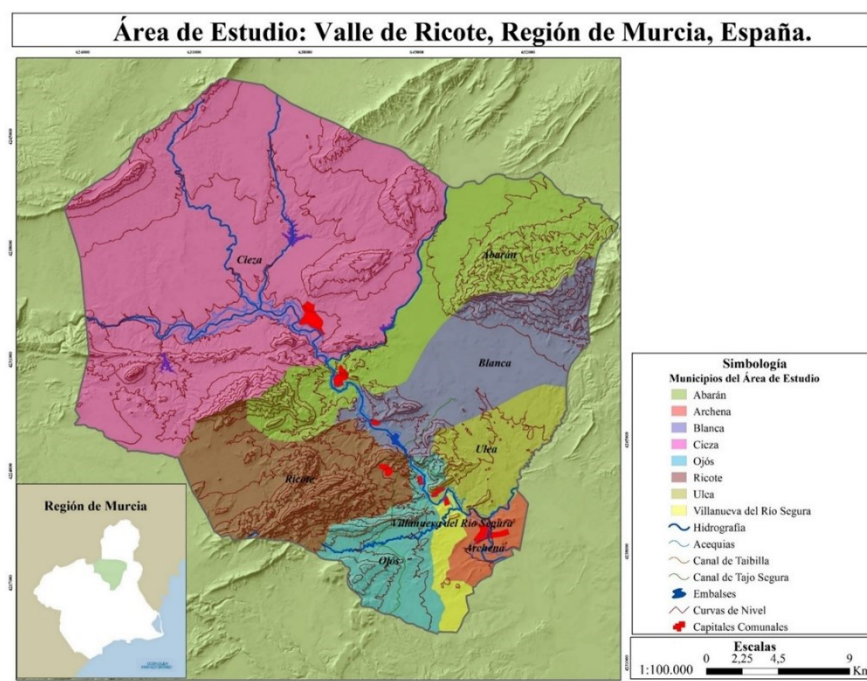 Área de Estudio: Valle de Ricote, Región de Murcia, España.
Cieza
Abarán
Blanca
Ulea
Ricote
Villanueva del Río Segura
Archena
Ojós
Región de Murcia
Simbología
Municipios del Área de Estudio
Abarán
Archena
Blanca
Cieza
Ojós
Ricote
Ulea
Villanueva del Río Segura
Hidrografía
Acequias
Canal de Taibilla
Canal de Tajo Segura
Embalses
Curvas de Nivel
Capitales Comunales
Escalas
1:100.000
0 2,25 4,5 9
Km